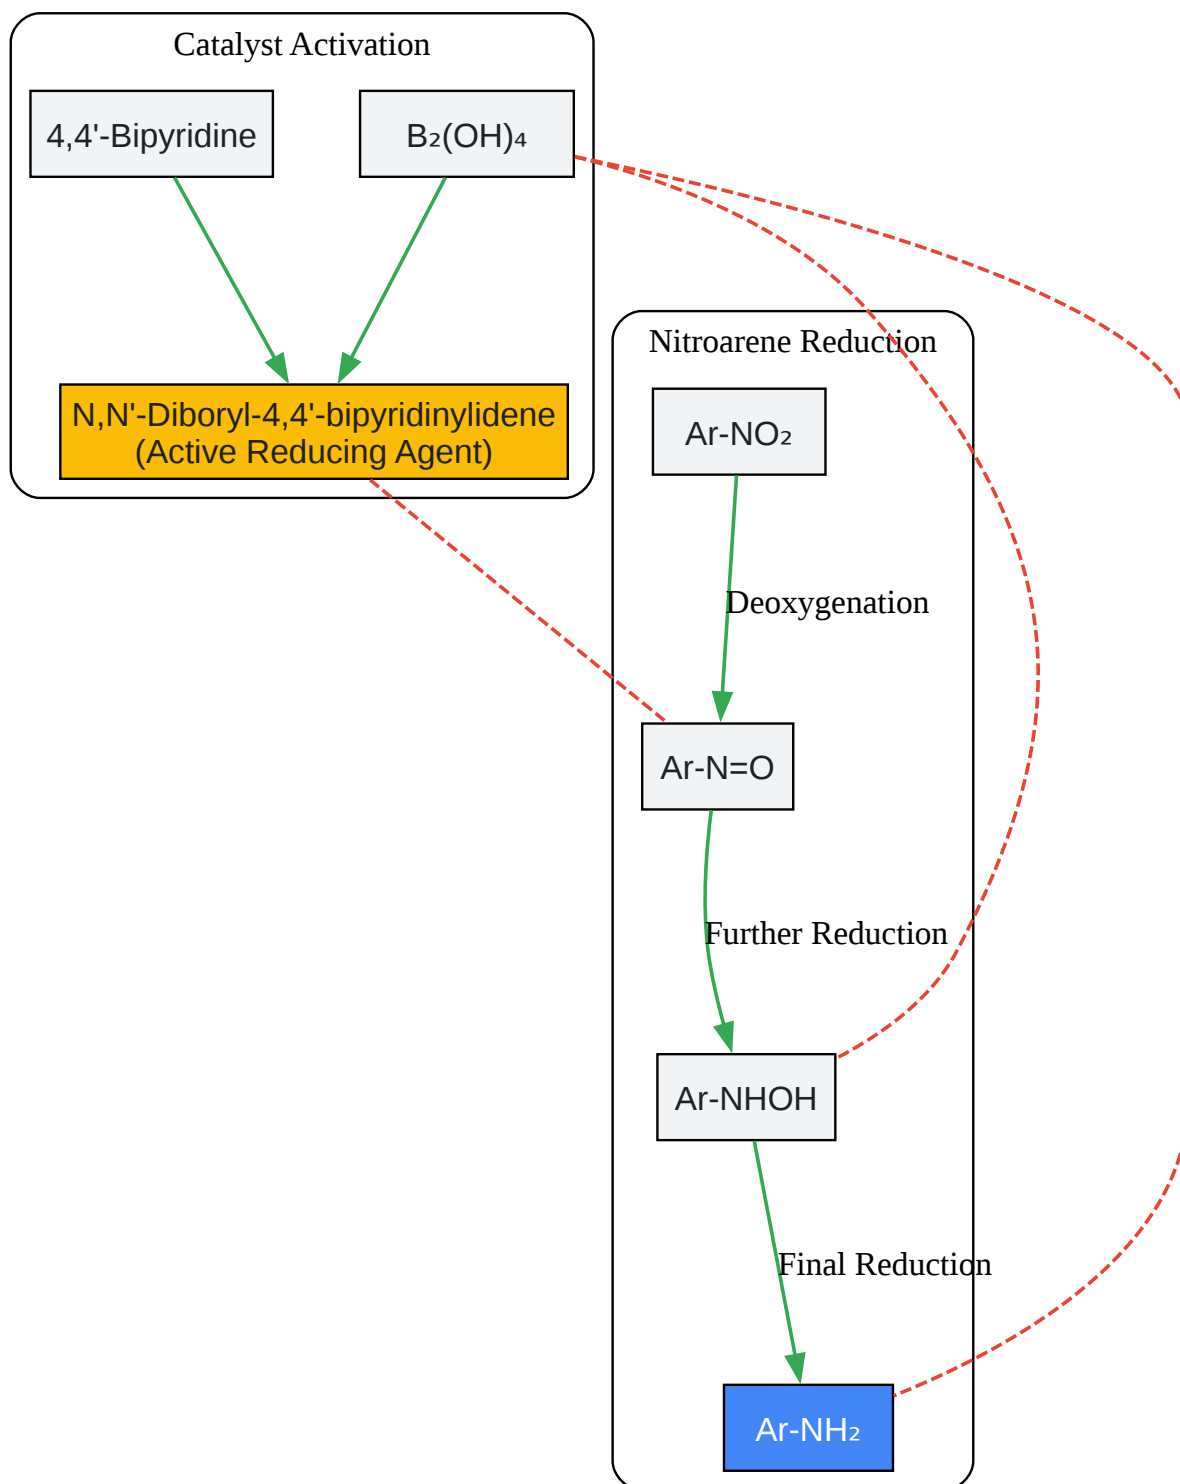 Catalyst Activation
4,4'-Bipyridine
B₂(OH)₄
N,N'-Diboryl-4,4'-bipyridinylidene
(Active Reducing Agent)
Nitroarene Reduction
Ar-NO₂
Deoxygenation
Ar-N=O
Further Reduction
Ar-NHOH
Final Reduction
Ar-NH₂